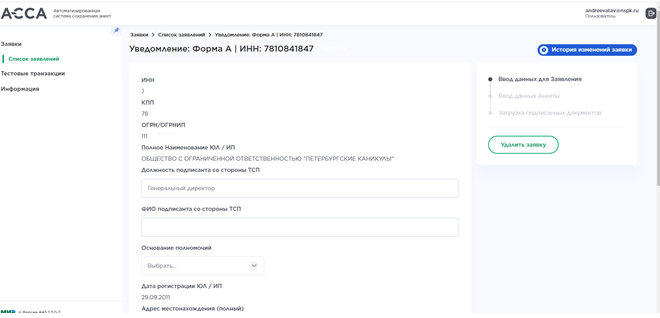 АССА
Автоматизированная
система сохранения анкет
andreevatav@nspk.ru
Пользователь
Заявки
Список заявлений
Тестовые транзакции
Информация
Заявки > Список заявлений > Уведомление: Форма А | ИНН: 7810841847
Уведомление: Форма А | ИНН: 7810841847
История изменений заявки
ИНН
КПП
78
ОГРН/ОГРНИП
111
Полное Наименование ЮЛ / ИП
ОБЩЕСТВО С ОГРАНИЧЕННОЙ ОТВЕТСТВЕННОСТЬЮ "ПЕТЕРБУРГСКИЕ КАНИКУЛЫ"
Должность подписанта со стороны ТСП
Генеральный директор
ФИО подписанта со стороны ТСП
Основание полномочий
Выбрать...
Дата регистрации ЮЛ / ИП
29.09.2011
Адрес местонахождения (полный)
Ввод данных для Заявления
Ввод данных Анкеты
Загрузка подписанных документов
Удалить заявку